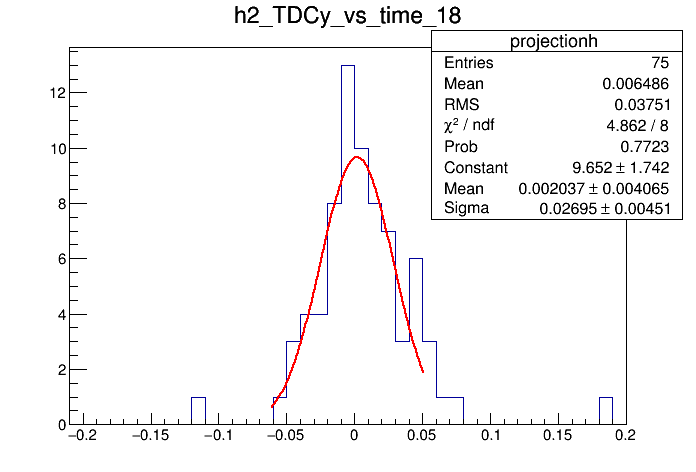 h2_TDCy_vs_time_18
projectionh
Entries 75
Mean 0.006486
RMS 0.03751
χ² / ndf 4.862 / 8
Prob 0.7723
Constant 9.652 ± 1.742
Mean 0.002037 ± 0.004065
Sigma 0.02695 ± 0.00451
12
10
8
6
4
2
0
−0.2 −0.15 −0.1 −0.05 0 0.05 0.1 0.15 0.2